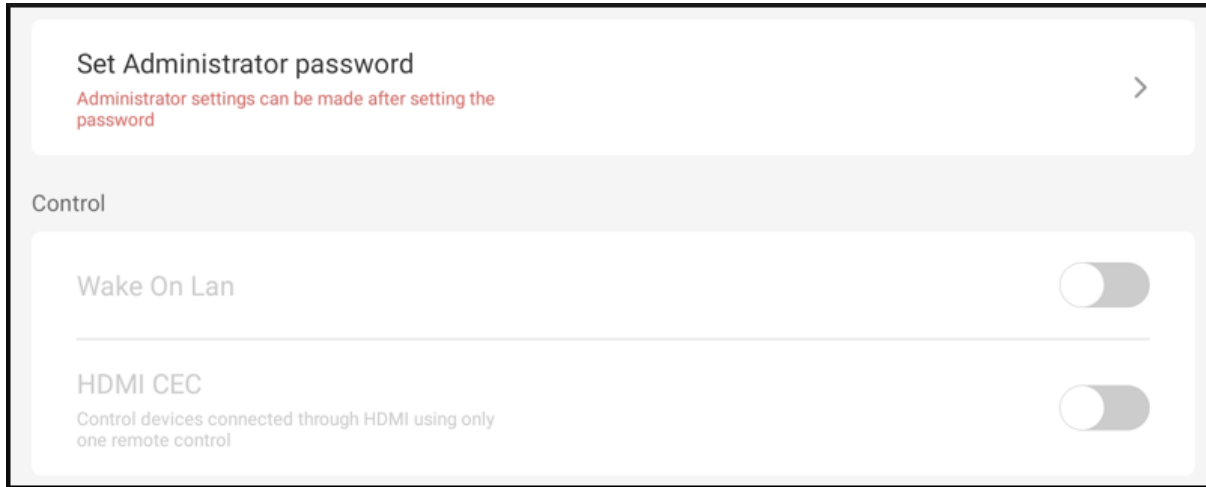 Set Administrator password
Administrator settings can be made after setting the
password
Control
Wake On Lan
HDMI CEC
Control devices connected through HDMI using only
one remote control